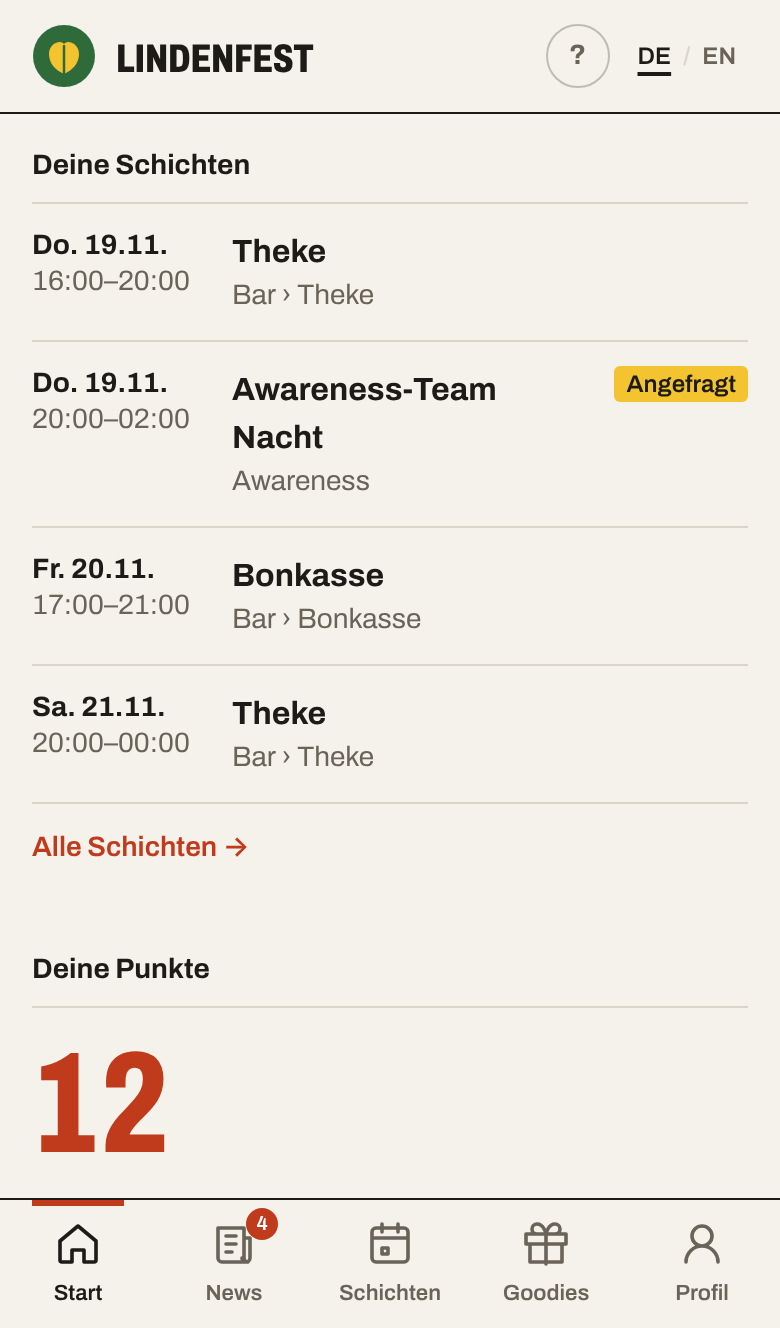 LINDENFEST
?
DE / EN
Deine Schichten
Do. 19.11.
16:00–20:00
Theke
Bar › Theke
Do. 19.11.
20:00–02:00
Awareness-Team
Nacht
Awareness
Angefragt
Fr. 20.11.
17:00–21:00
Bonkasse
Bar › Bonkasse
Sa. 21.11.
20:00–00:00
Theke
Bar › Theke
Alle Schichten →
Deine Punkte
12
4
Start
News
Schichten
Goodies
Profil